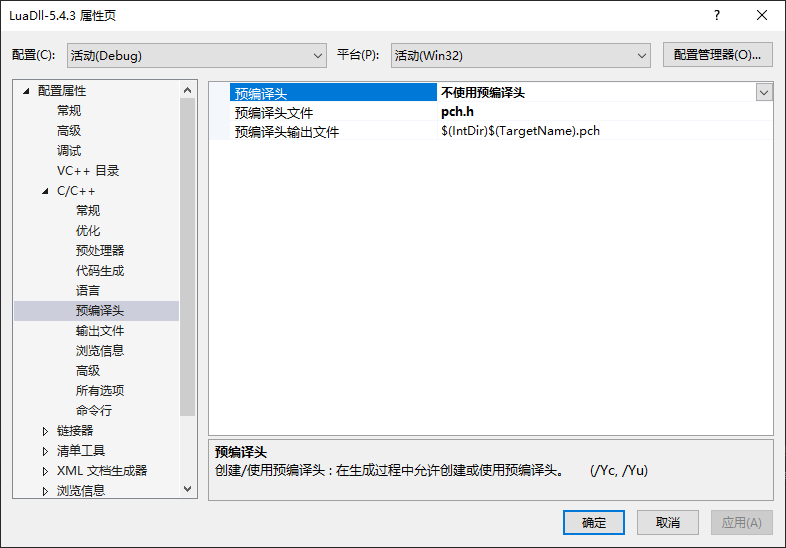 LuaDll-5.4.3 属性页
配置(C):
活动(Debug)
平台(P):
活动(Win32)
配置管理器(O)...
配置属性
常规
高级
调试
VC++ 目录
C/C++
常规
优化
预处理器
代码生成
语言
预编译头
输出文件
浏览信息
高级
所有选项
命令行
链接器
清单工具
XML 文档生成器
浏览信息
预编译头 不使用预编译头
预编译头文件 pch.h
预编译头输出文件 $(IntDir)$(TargetName).pch
预编译头
创建/使用预编译头 : 在生成过程中允许创建或使用预编译头。 (/Yc, /Yu)
确定
取消
应用(A)